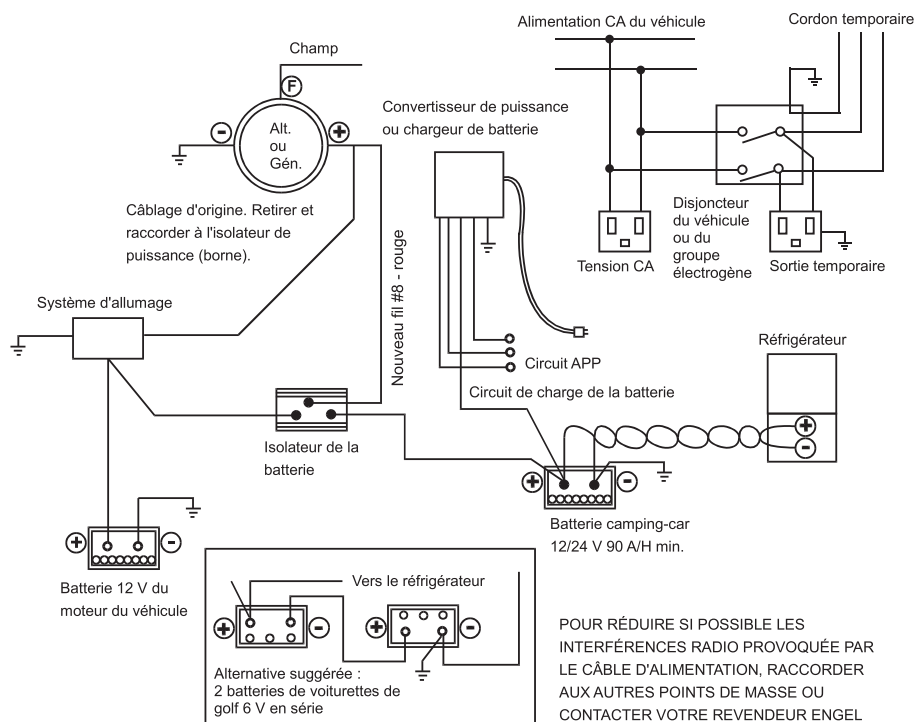 Alimentation CA du véhicule
Cordon temporaire
Champ
F
Convertisseur de puissance
ou chargeur de batterie
-
Alt.
ou
Gén.
+
Câblage d'origine. Retirer et
raccorder à l'isolateur de
puissance (borne).
Disjoncteur
du véhicule
ou du
groupe
électrogène
Tension CA
Sortie temporaire
Nouveau fil #8 - rouge
Système d'allumage
Réfrigérateur
Circuit APP
Circuit de charge de la batterie
+
-
Isolateur de la
batterie
+
-
Batterie camping-car
12/24 V 90 A/H min.
+
-
Batterie 12 V du
moteur du véhicule
Vers le réfrigérateur
+
-
+
-
Alternative suggérée :
2 batteries de voiturettes de
golf 6 V en série
POUR RÉDUIRE SI POSSIBLE LES
INTERFÉRENCES RADIO PROVOQUÉE PAR
LE CÂBLE D'ALIMENTATION, RACCORDER
AUX AUTRES POINTS DE MASSE OU
CONTACTER VOTRE REVENDEUR ENGEL